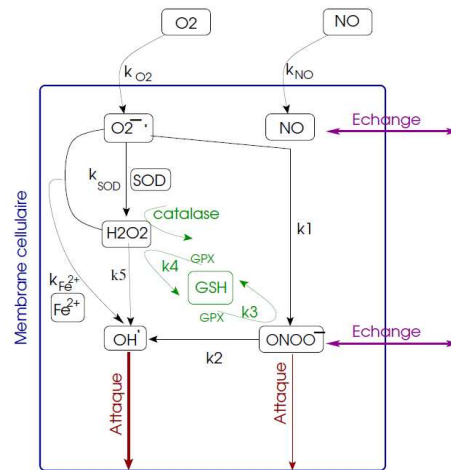 O2
NO
k O2
k NO
O2 –·
NO
Echange
k SOD
SOD
catalase
H2O2
k1
k5
k4
GPX
GSH
k Fe2+
Fe2+
GPX
k3
Echange
OH·
k2
ONOO –
Attaque
Attaque
Membrane cellulaire